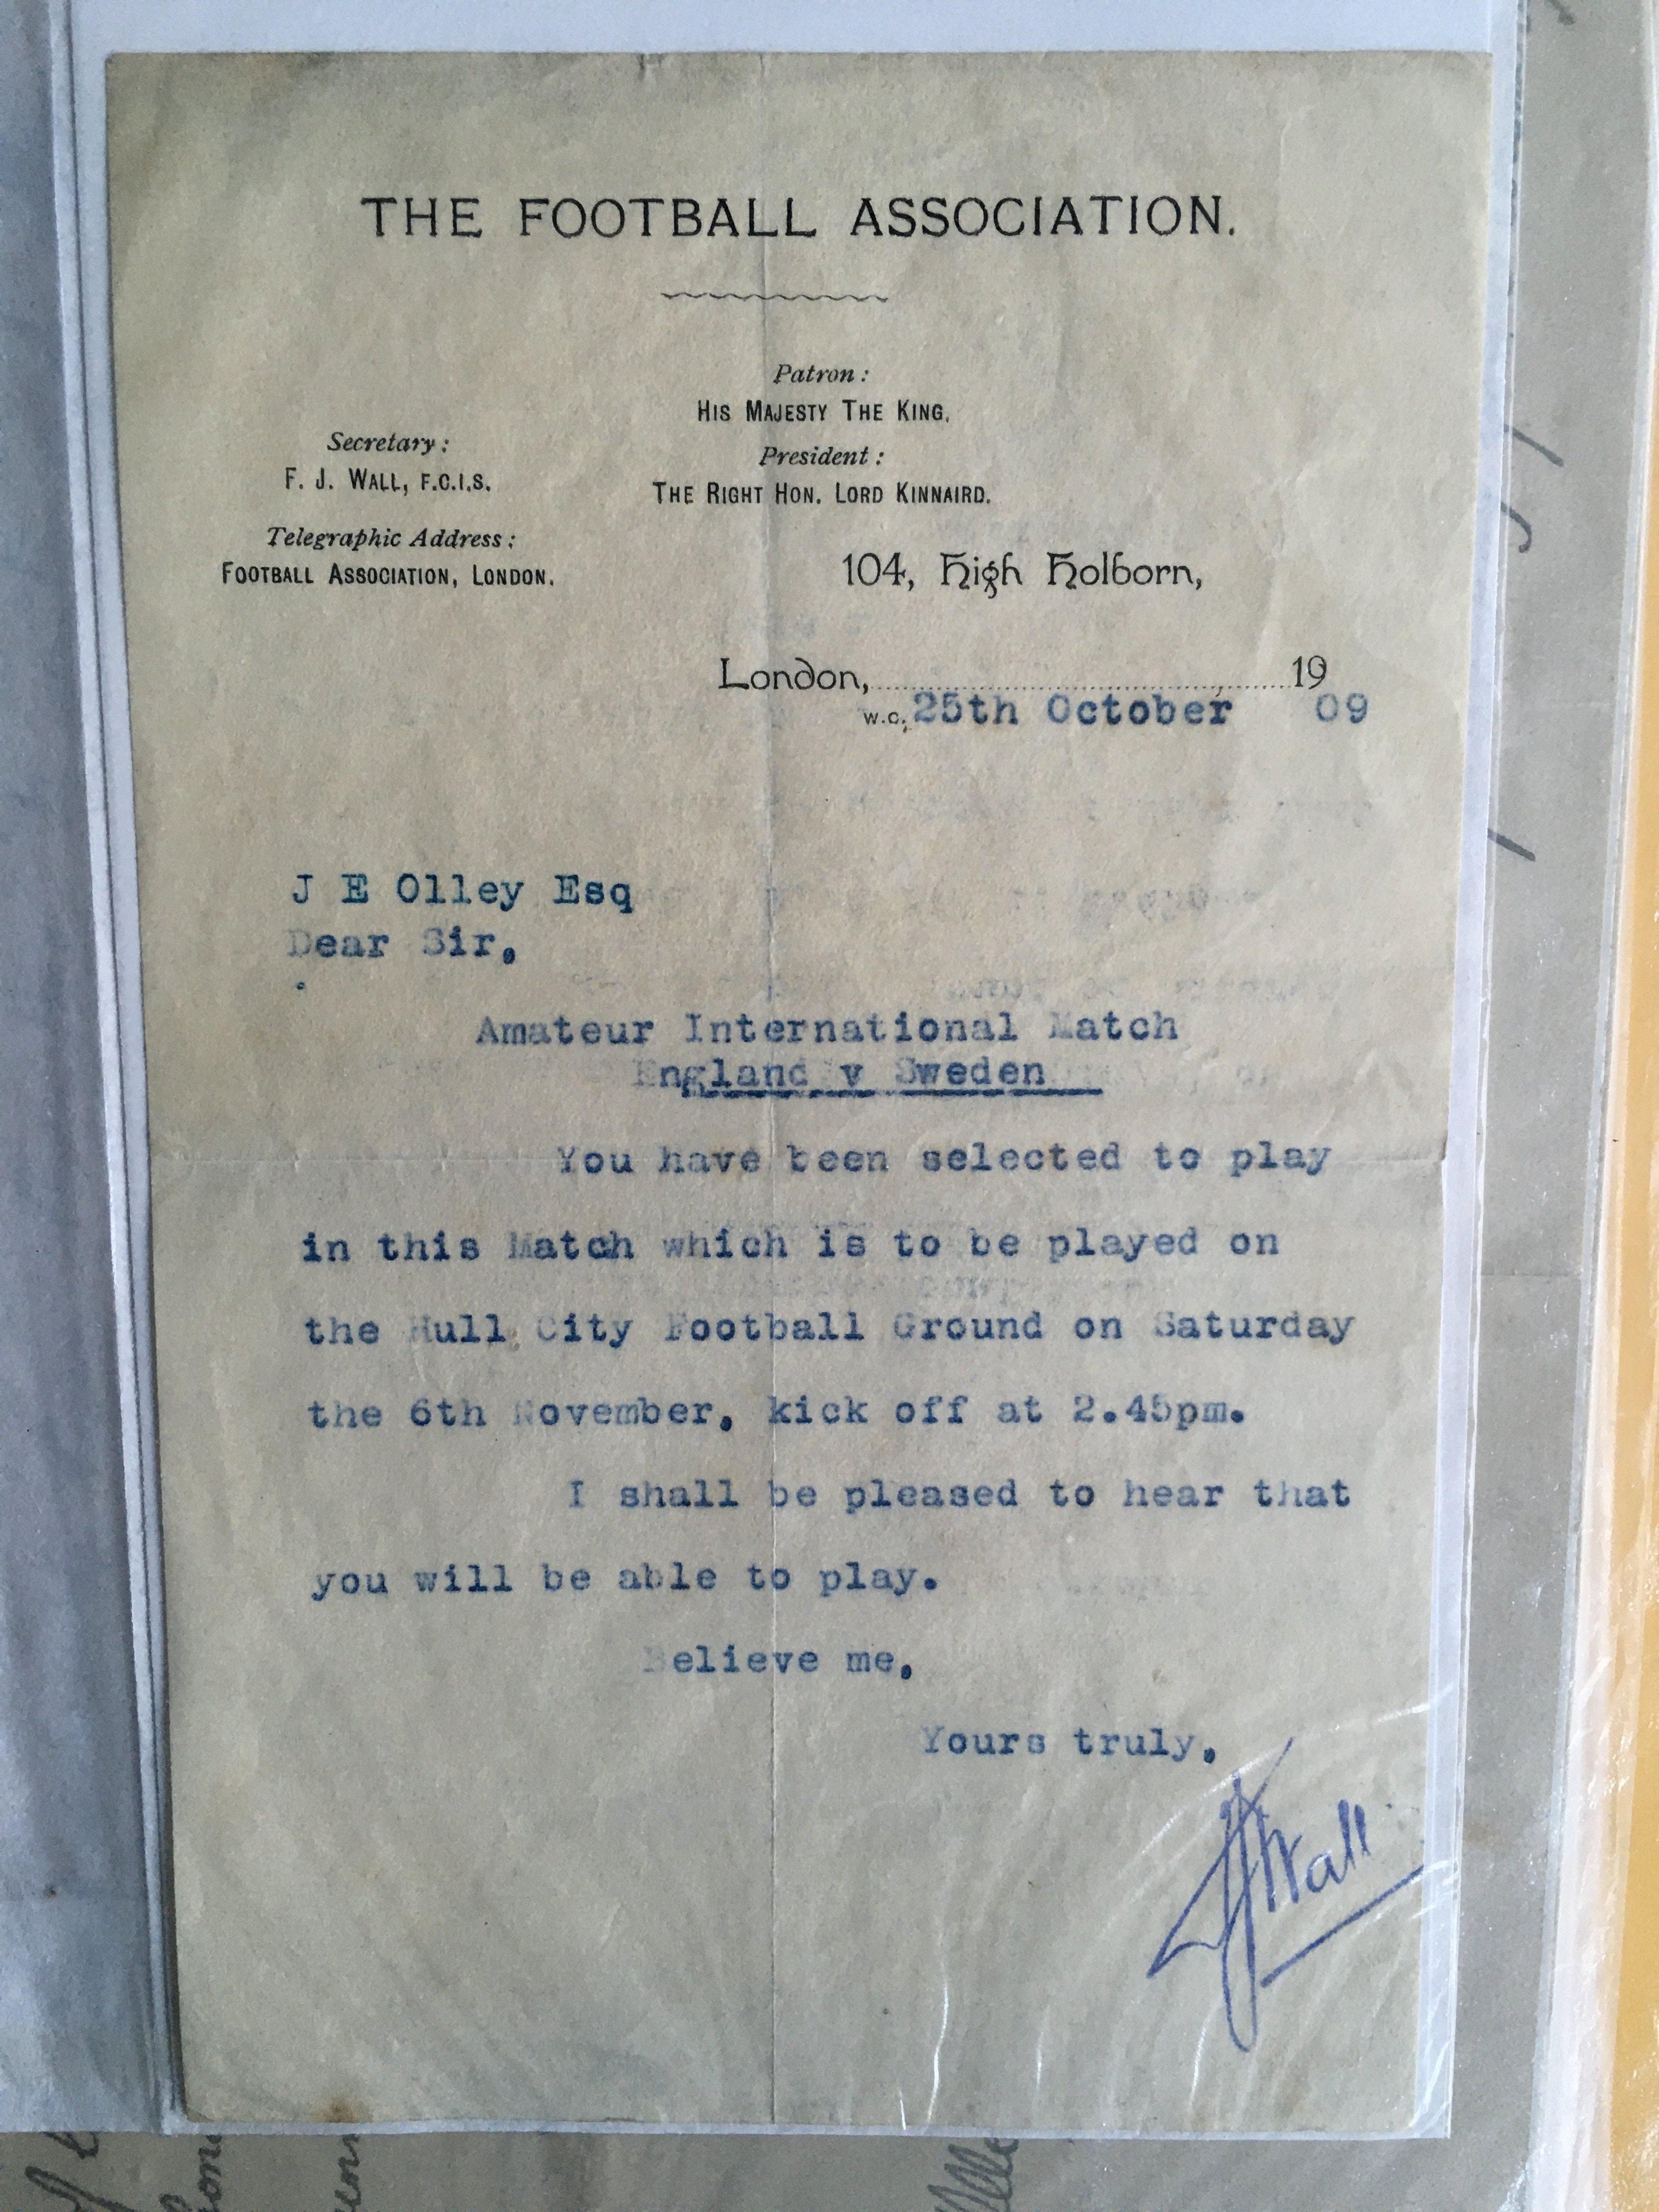 THE FOOTBALL ASSOCIATION.
Patron:
HIS MAJESTY THE KING.
Secretary:
F. J. WALL, F.C.I.S.
President:
THE RIGHT HON. LORD KINNAIRD.
Telegraphic Address:
FOOTBALL ASSOCIATION, LONDON.
104, High Holborn,
London, 19
W.C. 25th October 09
J E Olley Esq
Dear Sir,
Amateur International Match
England v Sweden
You have been selected to play
in this Match which is to be played on
the Hull City Football Ground on Saturday
the 6th November, kick off at 2.45pm.
I shall be pleased to hear that
you will be able to play.
Believe me,
Yours truly,
FJWall